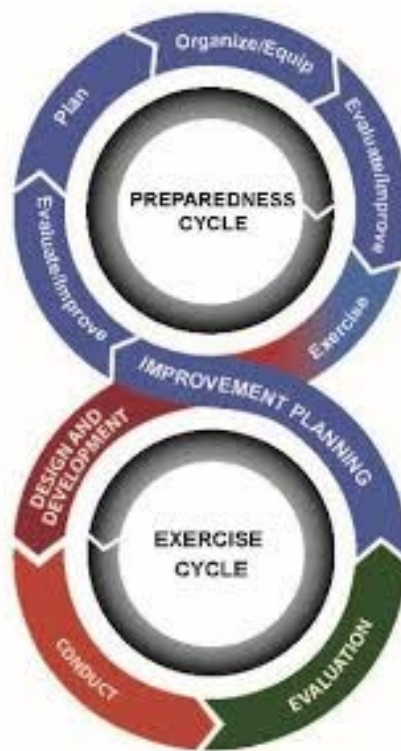 Plan
Organize/Equip
Evaluate/Improve
Exercise
Evaluate/Improve
PREPAREDNESS
CYCLE
IMPROVEMENT PLANNING
DESIGN AND
DEVELOPMENT
EXERCISE
CYCLE
CONDUCT
EVALUATION